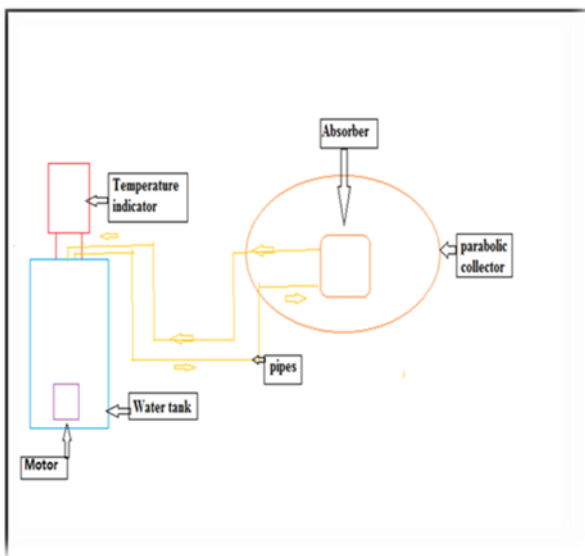 Absorber
Temperature
indicator
parabolic
collector
pipes
Water tank
Motor